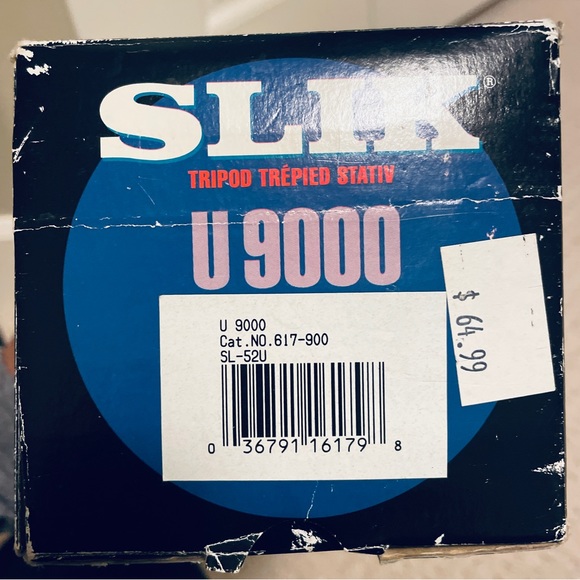 SLIK®
TRIPOD TRÉPIED STATIV
U 9000
$ 64.99
U 9000
Cat.NO.617-900
SL-52U
0 36791 16179 8